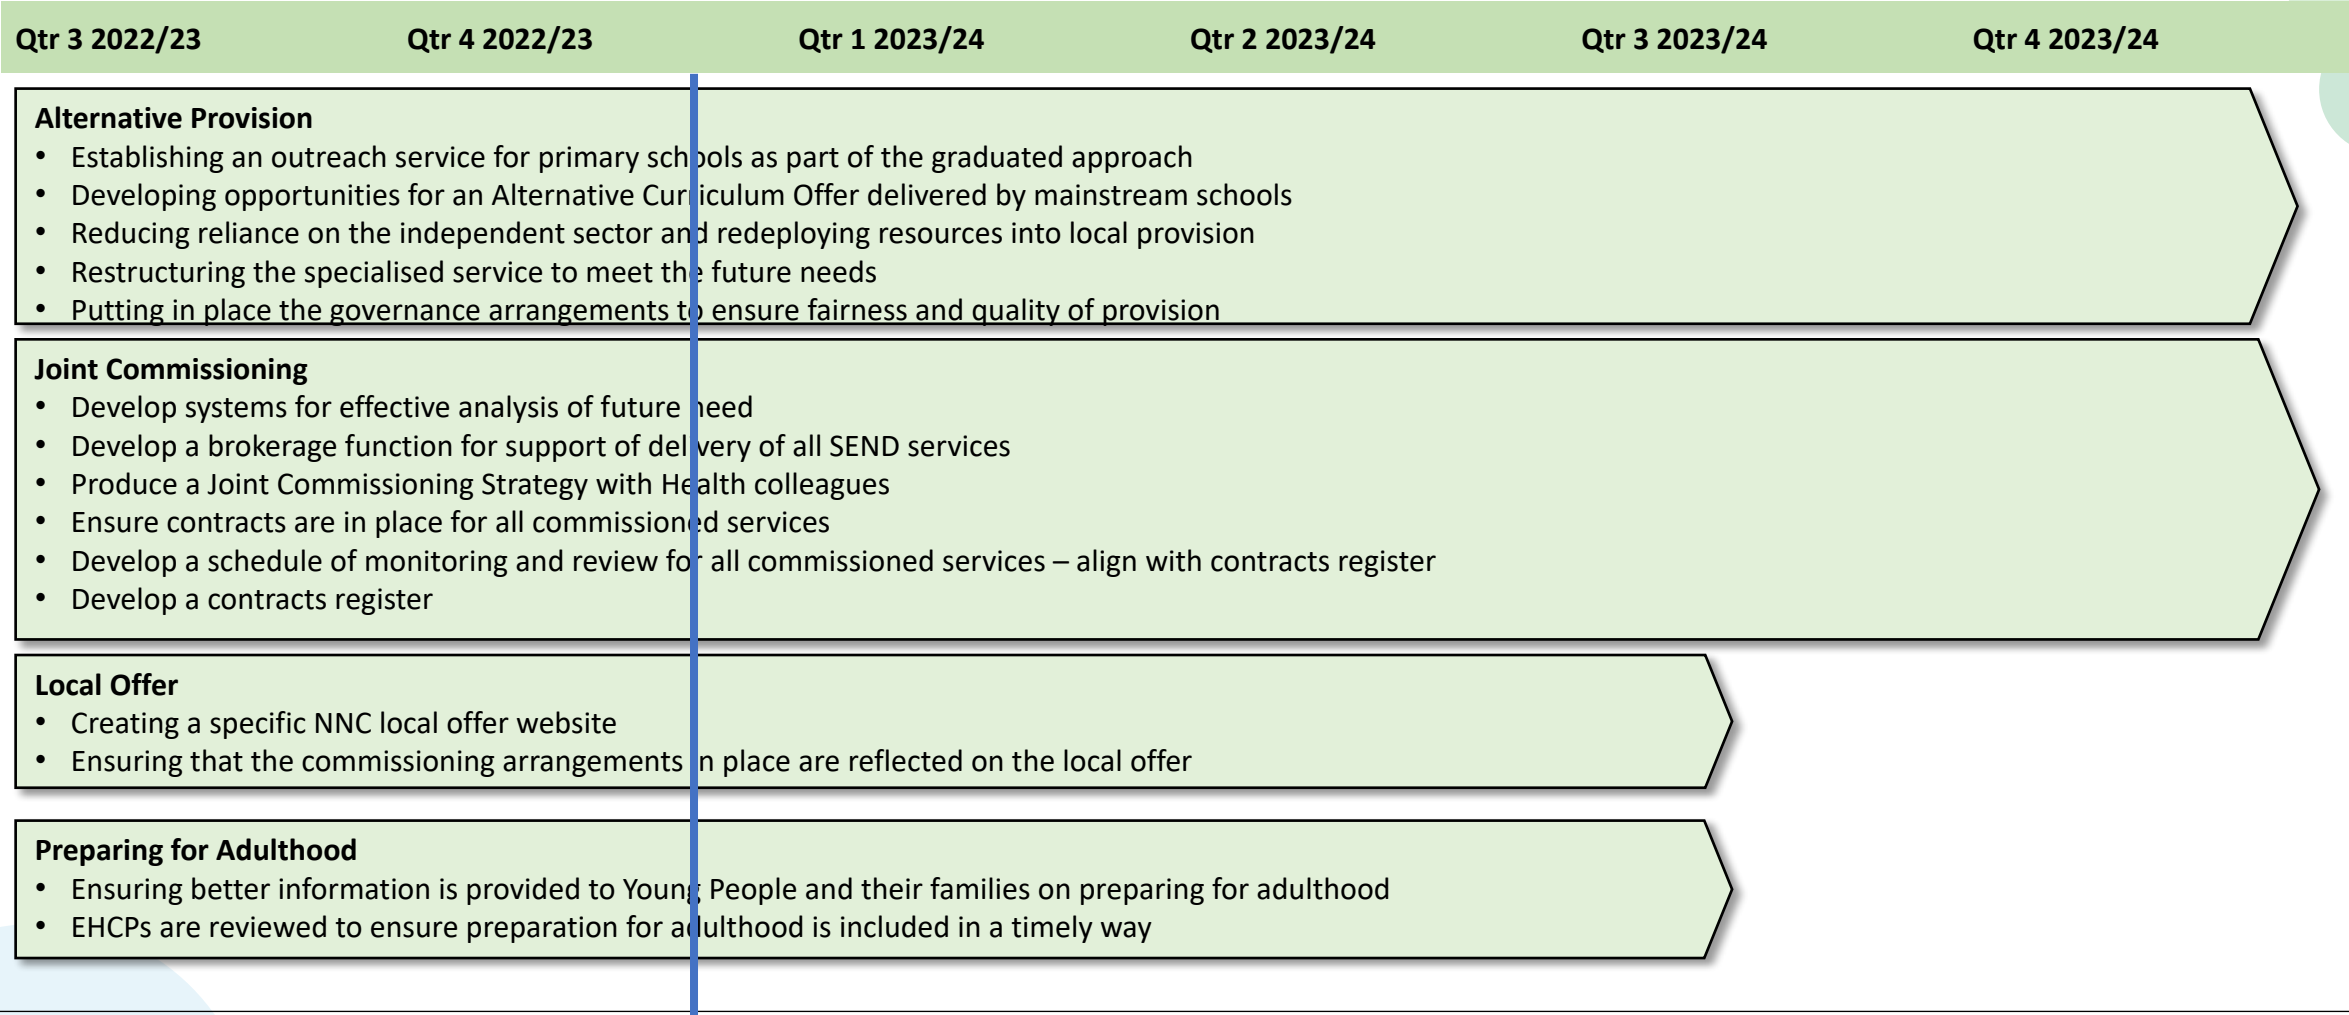 Qtr 3 2022/23 Qtr 4 2022/23 Qtr 1 2023/24 Qtr 2 2023/24 Qtr 3 2023/24 Qtr 4 2023/24
Alternative Provision
• Establishing an outreach service for primary schools as part of the graduated approach
• Developing opportunities for an Alternative Curriculum Offer delivered by mainstream schools
• Reducing reliance on the independent sector and redeploying resources into local provision
• Restructuring the specialised service to meet the future needs
• Putting in place the governance arrangements to ensure fairness and quality of provision
Joint Commissioning
• Develop systems for effective analysis of future need
• Develop a brokerage function for support of delivery of all SEND services
• Produce a Joint Commissioning Strategy with Health colleagues
• Ensure contracts are in place for all commissioned services
• Develop a schedule of monitoring and review for all commissioned services – align with contracts register
• Develop a contracts register
Local Offer
• Creating a specific NNC local offer website
• Ensuring that the commissioning arrangements in place are reflected on the local offer
Preparing for Adulthood
• Ensuring better information is provided to Young People and their families on preparing for adulthood
• EHCPs are reviewed to ensure preparation for adulthood is included in a timely way